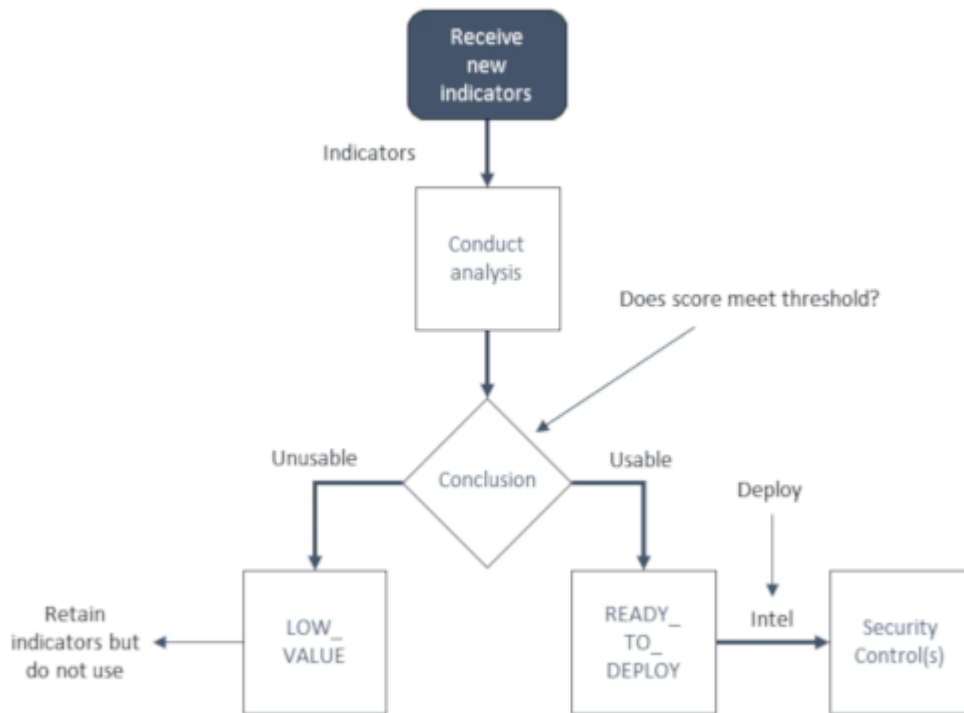 Receive
new
indicators
Indicators
Conduct
analysis
Does score meet threshold?
Unusable
Conclusion
Usable
Deploy
Retain
indicators but
do not use
LOW_
VALUE
READY_
TO_
DEPLOY
Intel
Security
Control(s)